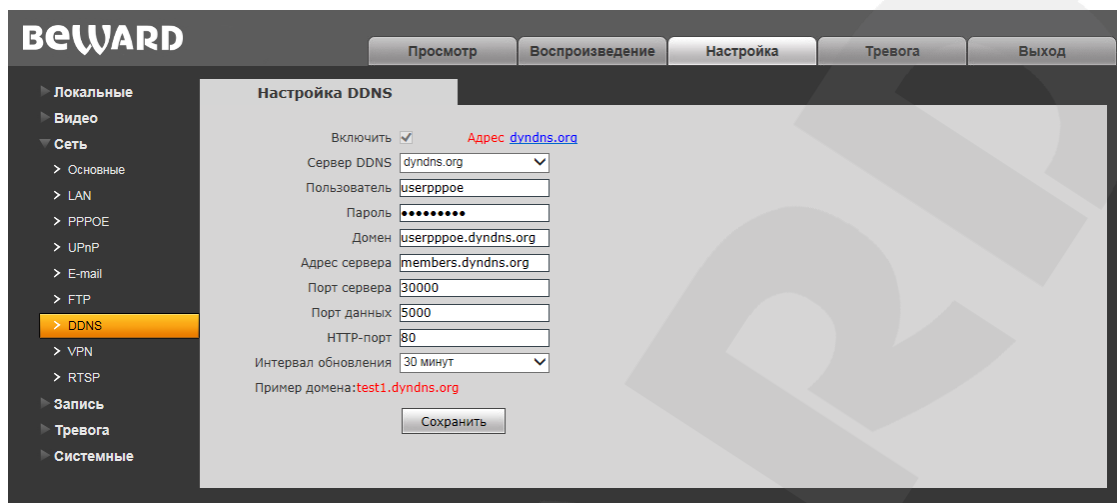 BEWARD
Просмотр Воспроизведение Настройка Тревога Выход
Локальные
Видео
Сеть
> Основные
> LAN
> PPPOE
> UPnP
> E-mail
> FTP
> DDNS
> VPN
> RTSP
Запись
Тревога
Системные
Настройка DDNS
Включить Адрес dyndns.org
Сервер DDNS dyndns.org
Пользователь userpppoe
Пароль •••••••••
Домен userpppoe.dyndns.org
Адрес сервера members.dyndns.org
Порт сервера 30000
Порт данных 5000
HTTP-порт 80
Интервал обновления 30 минут
Пример домена:test1.dyndns.org
Сохранить